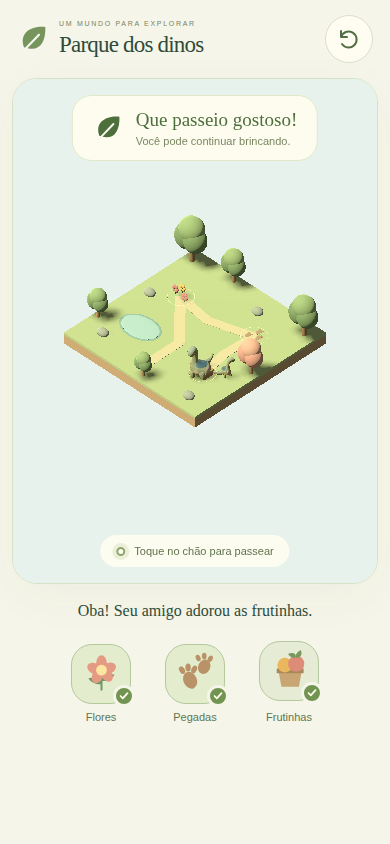 UM MUNDO PARA EXPLORAR
Parque dos dinos
Que passeio gostoso!
Você pode continuar brincando.
Toque no chão para passear
Oba! Seu amigo adorou as frutinhas.
Flores
Pegadas
Frutinhas